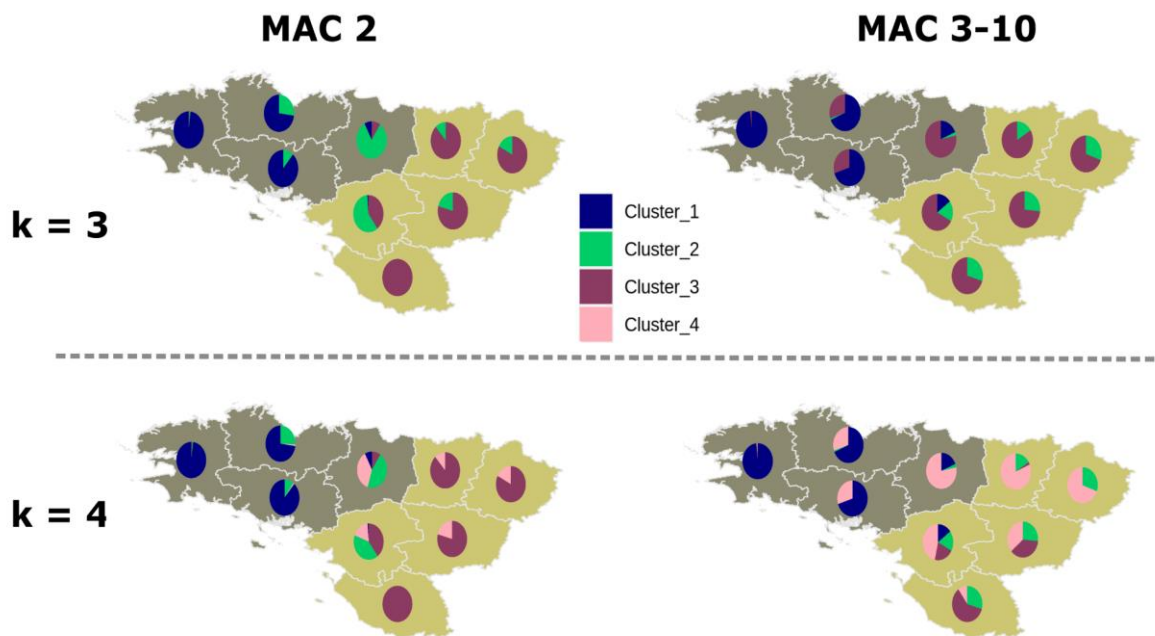 MAC 2
MAC 3-10
k = 3
Cluster_1
Cluster_2
Cluster_3
Cluster_4
k = 4